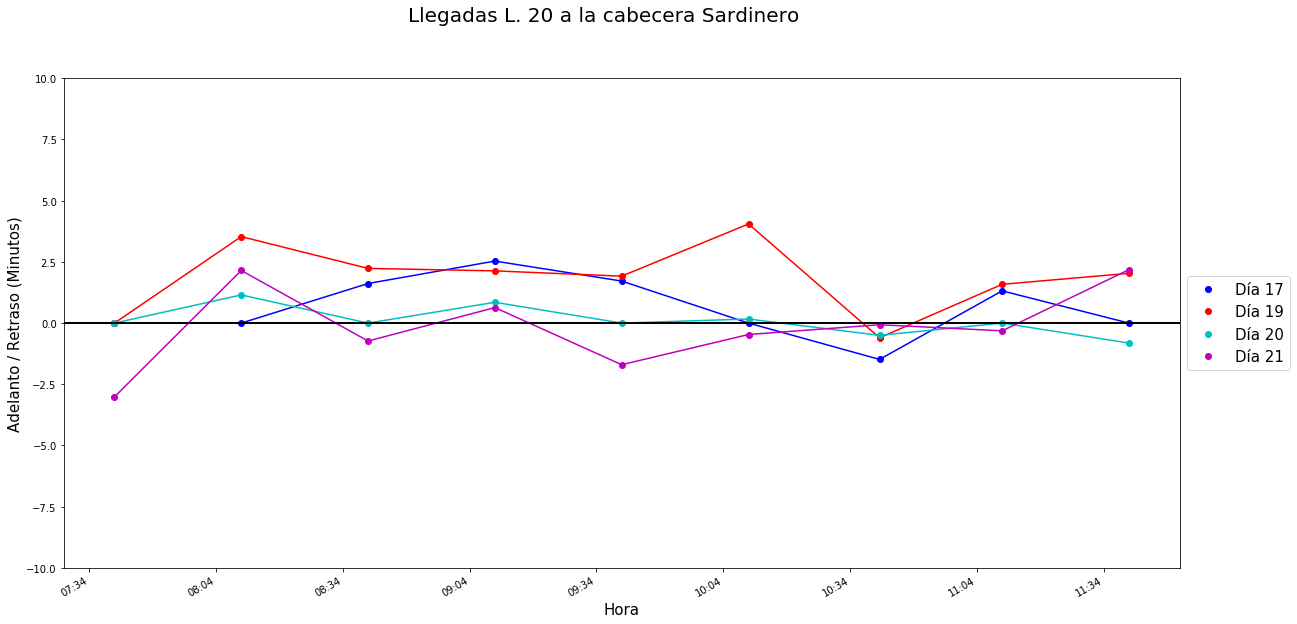 Llegadas L. 20 a la cabecera Sardinero
Adelanto / Retraso (Minutos)
10.0
7.5
5.0
2.5
0.0
−2.5
−5.0
−7.5
−10.0
07:34
08:04
08:34
09:04
09:34
10:04
10:34
11:04
11:34
Hora
Día 17
Día 19
Día 20
Día 21